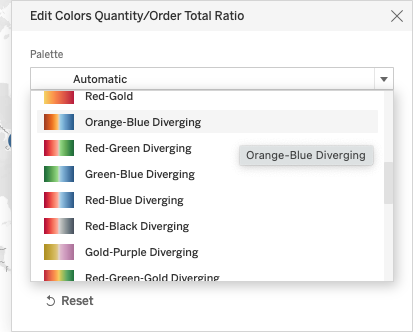 Edit Colors Quantity/Order Total Ratio
Palette
Automatic
Red-Gold
Orange-Blue Diverging
Red-Green Diverging
Orange-Blue Diverging
Green-Blue Diverging
Red-Blue Diverging
Red-Black Diverging
Gold-Purple Diverging
Red-Green-Gold Diverging
Reset